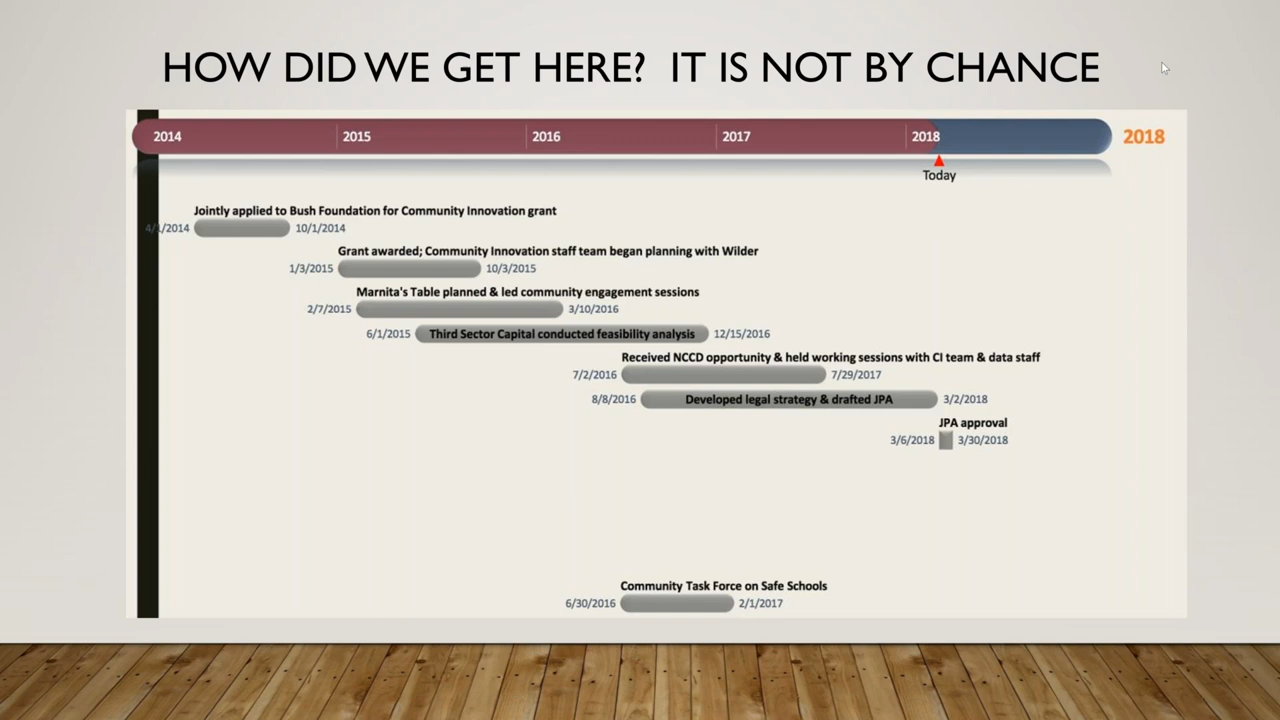 HOW DID WE GET HERE? IT IS NOT BY CHANCE
2014 2015 2016 2017 2018 2018
Today
Jointly applied to Bush Foundation for Community Innovation grant
4/1/2014 10/1/2014
Grant awarded; Community Innovation staff team began planning with Wilder
1/3/2015 10/3/2015
Marnita's Table planned & led community engagement sessions
2/7/2015 3/10/2016
6/1/2015 Third Sector Capital conducted feasibility analysis 12/15/2016
Received NCCD opportunity & held working sessions with CI team & data staff
7/2/2016 7/29/2017
8/8/2016 Developed legal strategy & drafted JPA 3/2/2018
JPA approval
3/6/2018 3/30/2018
Community Task Force on Safe Schools
6/30/2016 2/1/2017